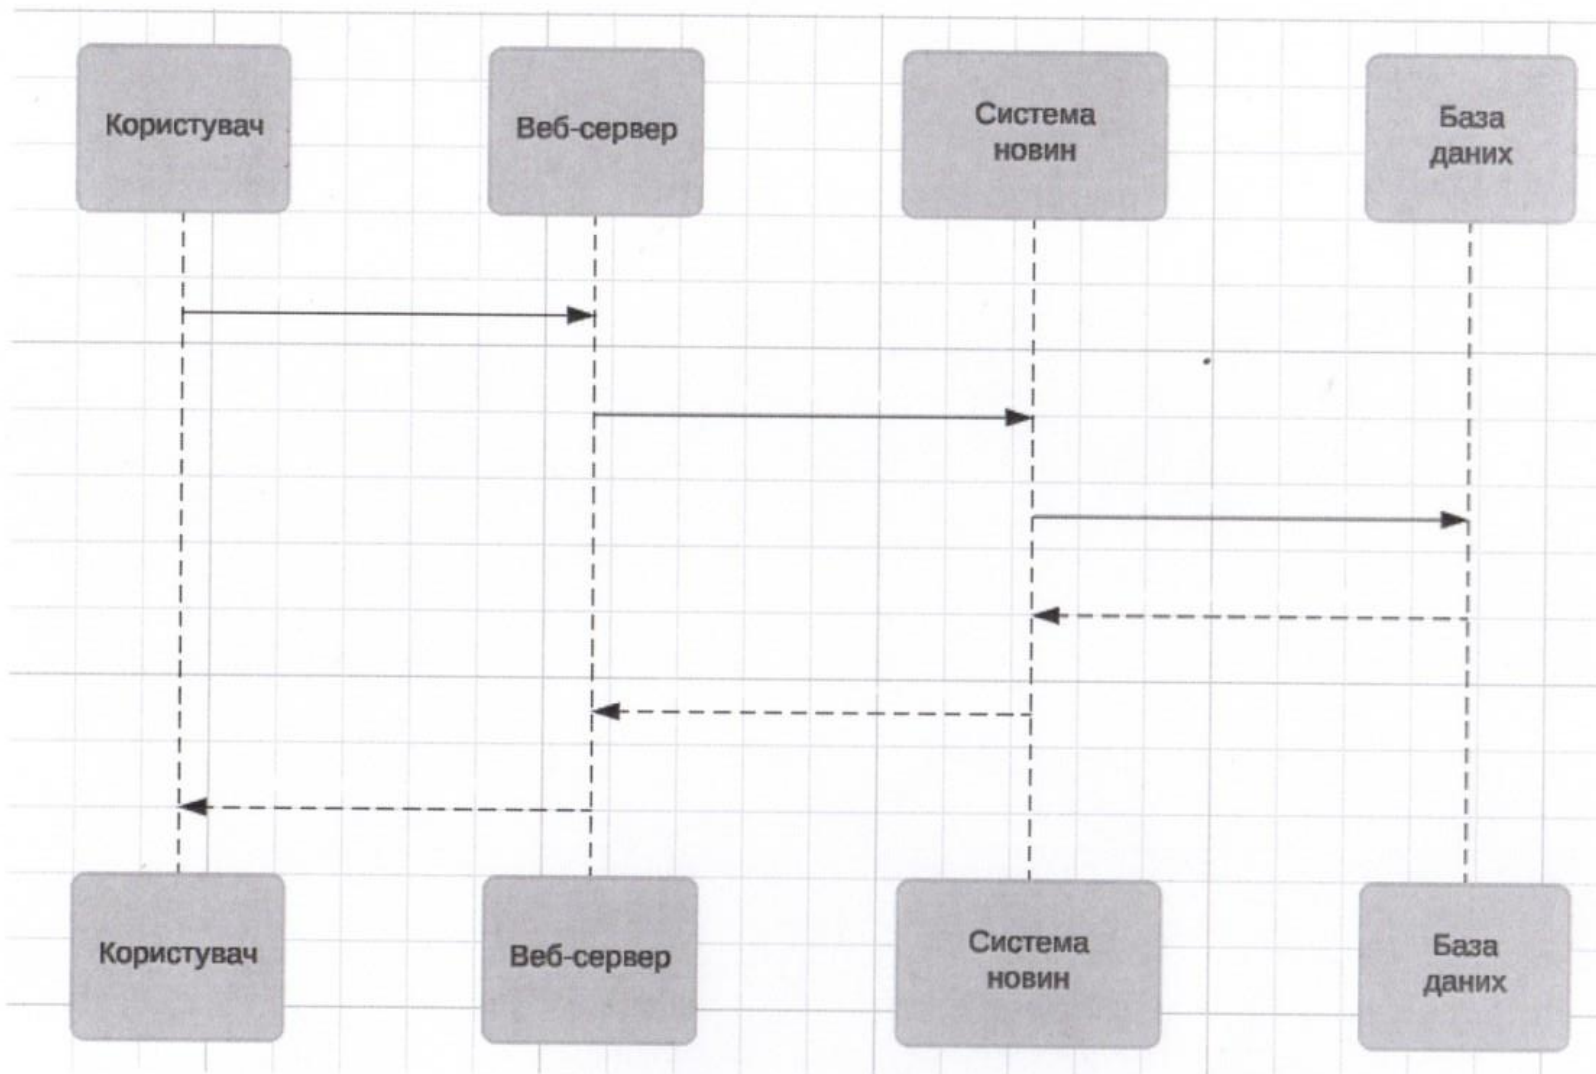 Користувач
Веб-сервер
Система
новин
База
даних
Користувач
Веб-сервер
Система
новин
База
даних